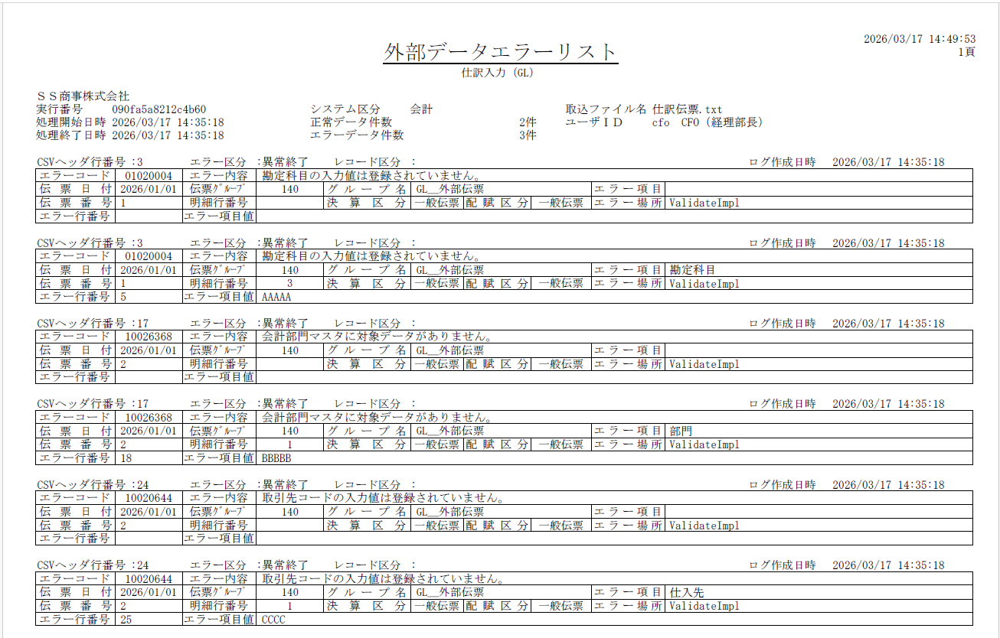 2026/03/17 14:49:53
外部データエラーリスト
1頁
仕訳入力（GL）
ＳＳ商事株式会社
実行番号 090fa5a8212c4b60 システム区分 会計 取込ファイル名 仕訳伝票.txt
処理開始日時 2026/03/17 14:35:18 正常データ件数 2件 ユーザＩＤ cfo CFO（経理部長）
処理終了日時 2026/03/17 14:35:18 エラーデータ件数 3件
CSVヘッダ行番号 :3 エラー区分 :異常終了 レコード区分 : ログ作成日時 2026/03/17 14:35:18
エラーコード 01020004 エラー内容 勘定科目の入力値は登録されていません。
伝票日付 2026/01/01 伝票ｸﾞﾙｰﾌﾟ 140 グループ名 GL＿外部伝票 エラー項目
伝票番号 1 明細行番号 決算区分 一般伝票 配賦区分 一般伝票 エラー場所 ValidateImpl
エラー行番号 エラー項目値
CSVヘッダ行番号 :3 エラー区分 :異常終了 レコード区分 : ログ作成日時 2026/03/17 14:35:18
エラーコード 01020004 エラー内容 勘定科目の入力値は登録されていません。
伝票日付 2026/01/01 伝票ｸﾞﾙｰﾌﾟ 140 グループ名 GL＿外部伝票 エラー項目 勘定科目
伝票番号 1 明細行番号 3 決算区分 一般伝票 配賦区分 一般伝票 エラー場所 ValidateImpl
エラー行番号 5 エラー項目値 AAAAA
CSVヘッダ行番号 :17 エラー区分 :異常終了 レコード区分 : ログ作成日時 2026/03/17 14:35:18
エラーコード 10026368 エラー内容 会計部門マスタに対象データがありません。
伝票日付 2026/01/01 伝票ｸﾞﾙｰﾌﾟ 140 グループ名 GL＿外部伝票 エラー項目
伝票番号 2 明細行番号 決算区分 一般伝票 配賦区分 一般伝票 エラー場所 ValidateImpl
エラー行番号 エラー項目値
CSVヘッダ行番号 :17 エラー区分 :異常終了 レコード区分 : ログ作成日時 2026/03/17 14:35:18
エラーコード 10026368 エラー内容 会計部門マスタに対象データがありません。
伝票日付 2026/01/01 伝票ｸﾞﾙｰﾌﾟ 140 グループ名 GL＿外部伝票 エラー項目 部門
伝票番号 2 明細行番号 1 決算区分 一般伝票 配賦区分 一般伝票 エラー場所 ValidateImpl
エラー行番号 18 エラー項目値 BBBBB
CSVヘッダ行番号 :24 エラー区分 :異常終了 レコード区分 : ログ作成日時 2026/03/17 14:35:18
エラーコード 10020644 エラー内容 取引先コードの入力値は登録されていません。
伝票日付 2026/01/01 伝票ｸﾞﾙｰﾌﾟ 140 グループ名 GL＿外部伝票 エラー項目
伝票番号 2 明細行番号 決算区分 一般伝票 配賦区分 一般伝票 エラー場所 ValidateImpl
エラー行番号 エラー項目値
CSVヘッダ行番号 :24 エラー区分 :異常終了 レコード区分 : ログ作成日時 2026/03/17 14:35:18
エラーコード 10020644 エラー内容 取引先コードの入力値は登録されていません。
伝票日付 2026/01/01 伝票ｸﾞﾙｰﾌﾟ 140 グループ名 GL＿外部伝票 エラー項目 仕入先
伝票番号 2 明細行番号 1 決算区分 一般伝票 配賦区分 一般伝票 エラー場所 ValidateImpl
エラー行番号 25 エラー項目値 CCCC